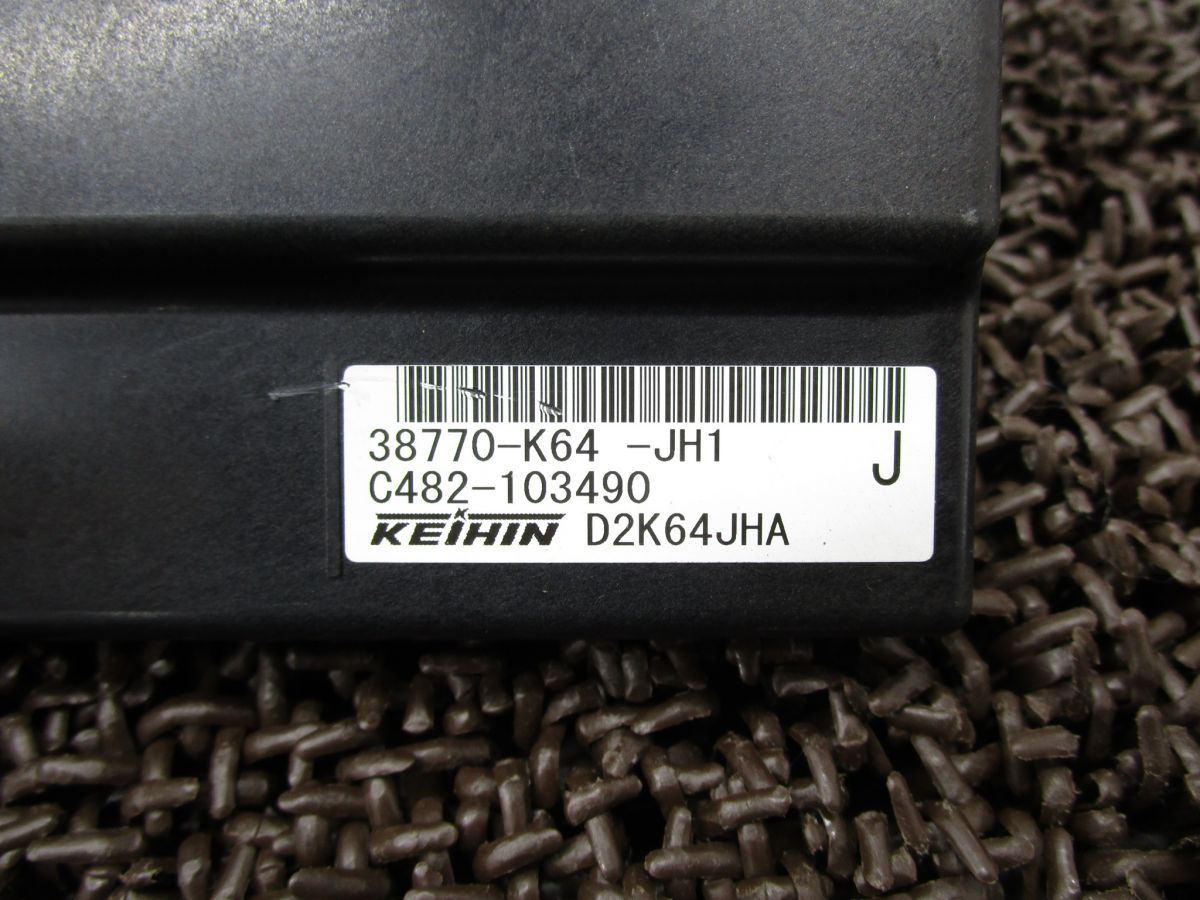 38770-K64 -JH1
J
C482-103490
KEIHIN D2K64JHA